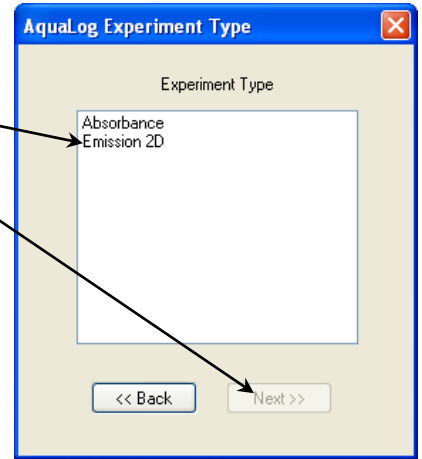 AquaLog Experiment Type
Experiment Type
Absorbance
Emission 2D
<< Back
Next >>